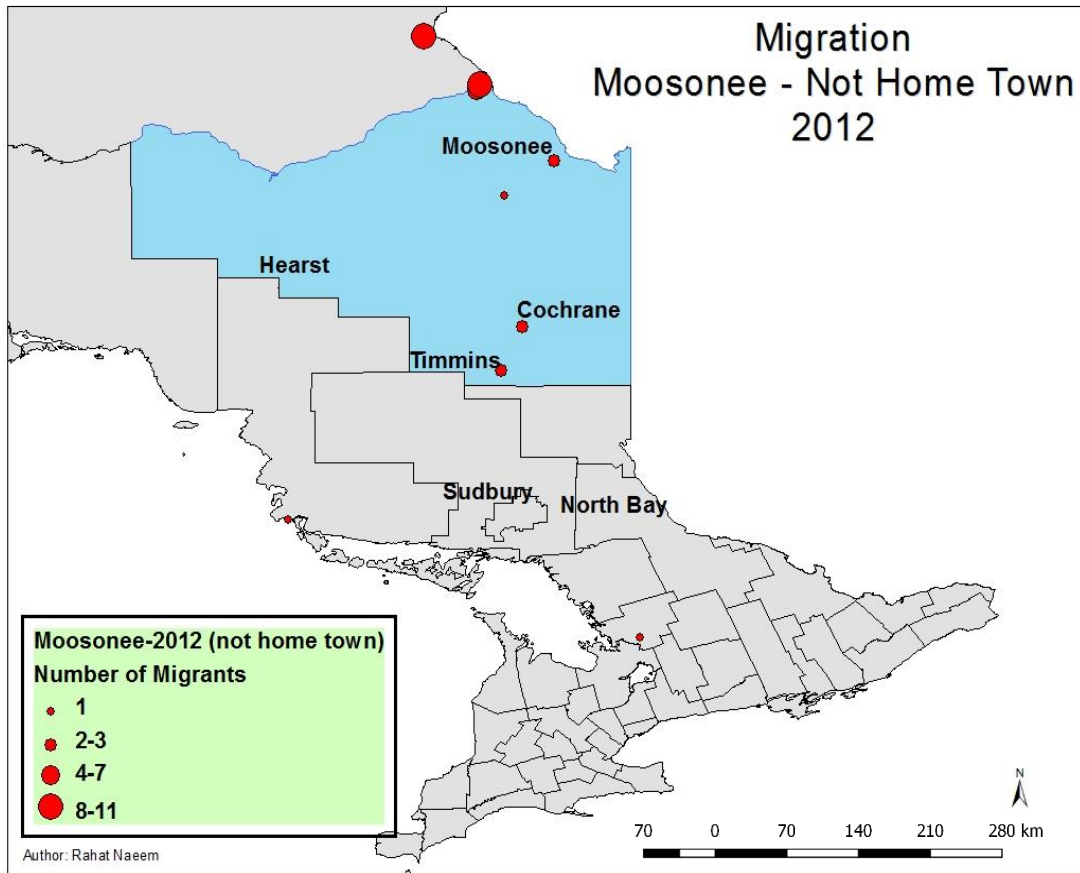 Migration
Moosonee - Not Home Town
2012
Moosonee
Hearst
Cochrane
Timmins
Sudbury
North Bay
Moosonee-2012 (not home town)
Number of Migrants
1
2-3
4-7
8-11
N
70 0 70 140 210 280 km
Author: Rahat Naeem